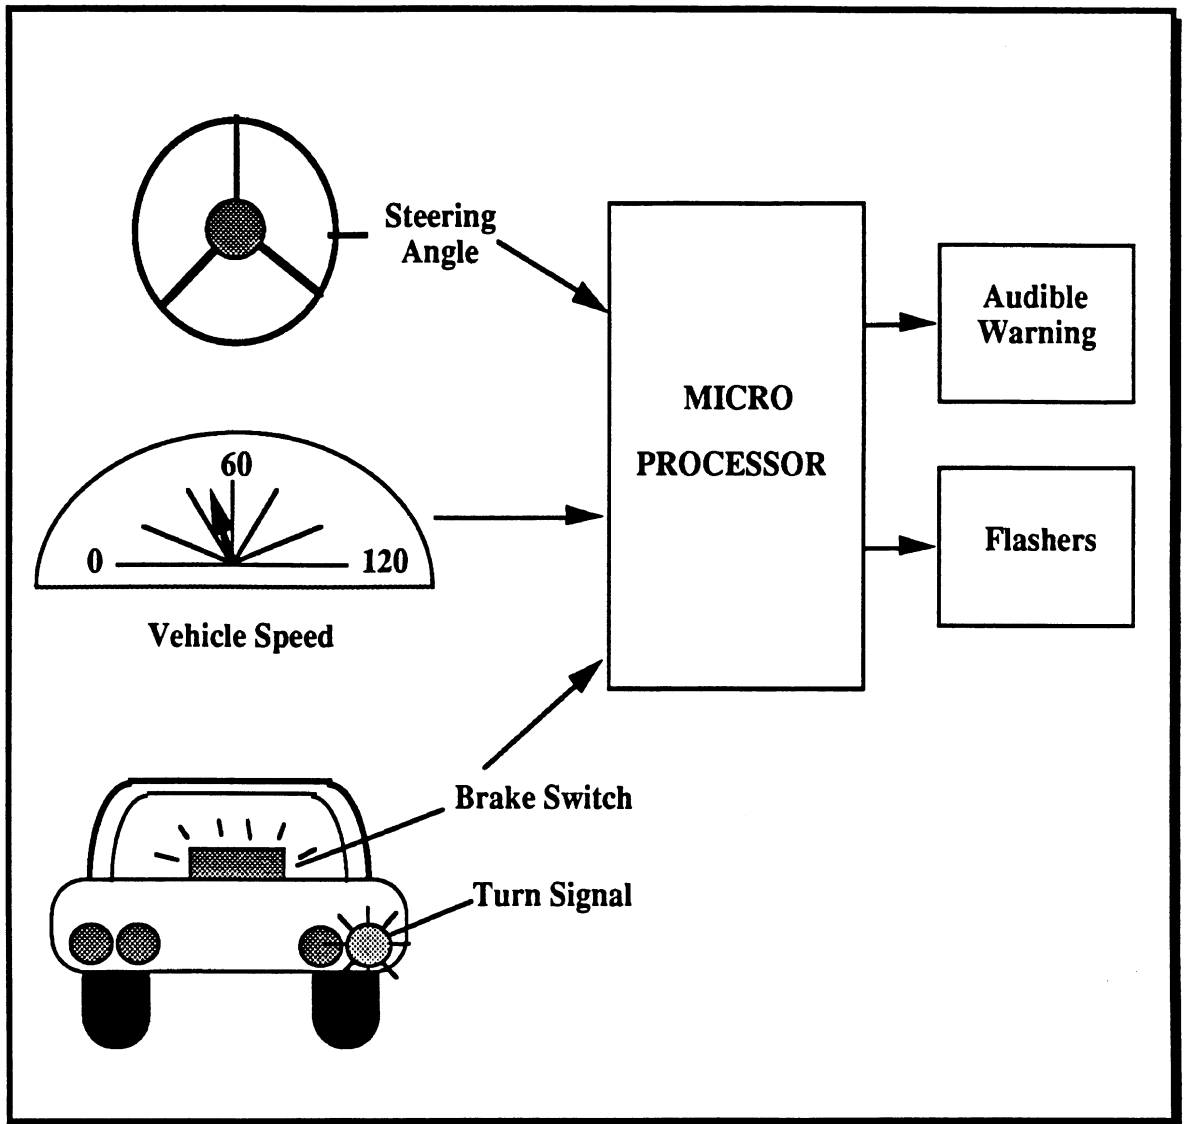 Steering
Angle
MICRO
PROCESSOR
Audible
Warning
60
0
120
Vehicle Speed
Flashers
Brake Switch
Turn Signal